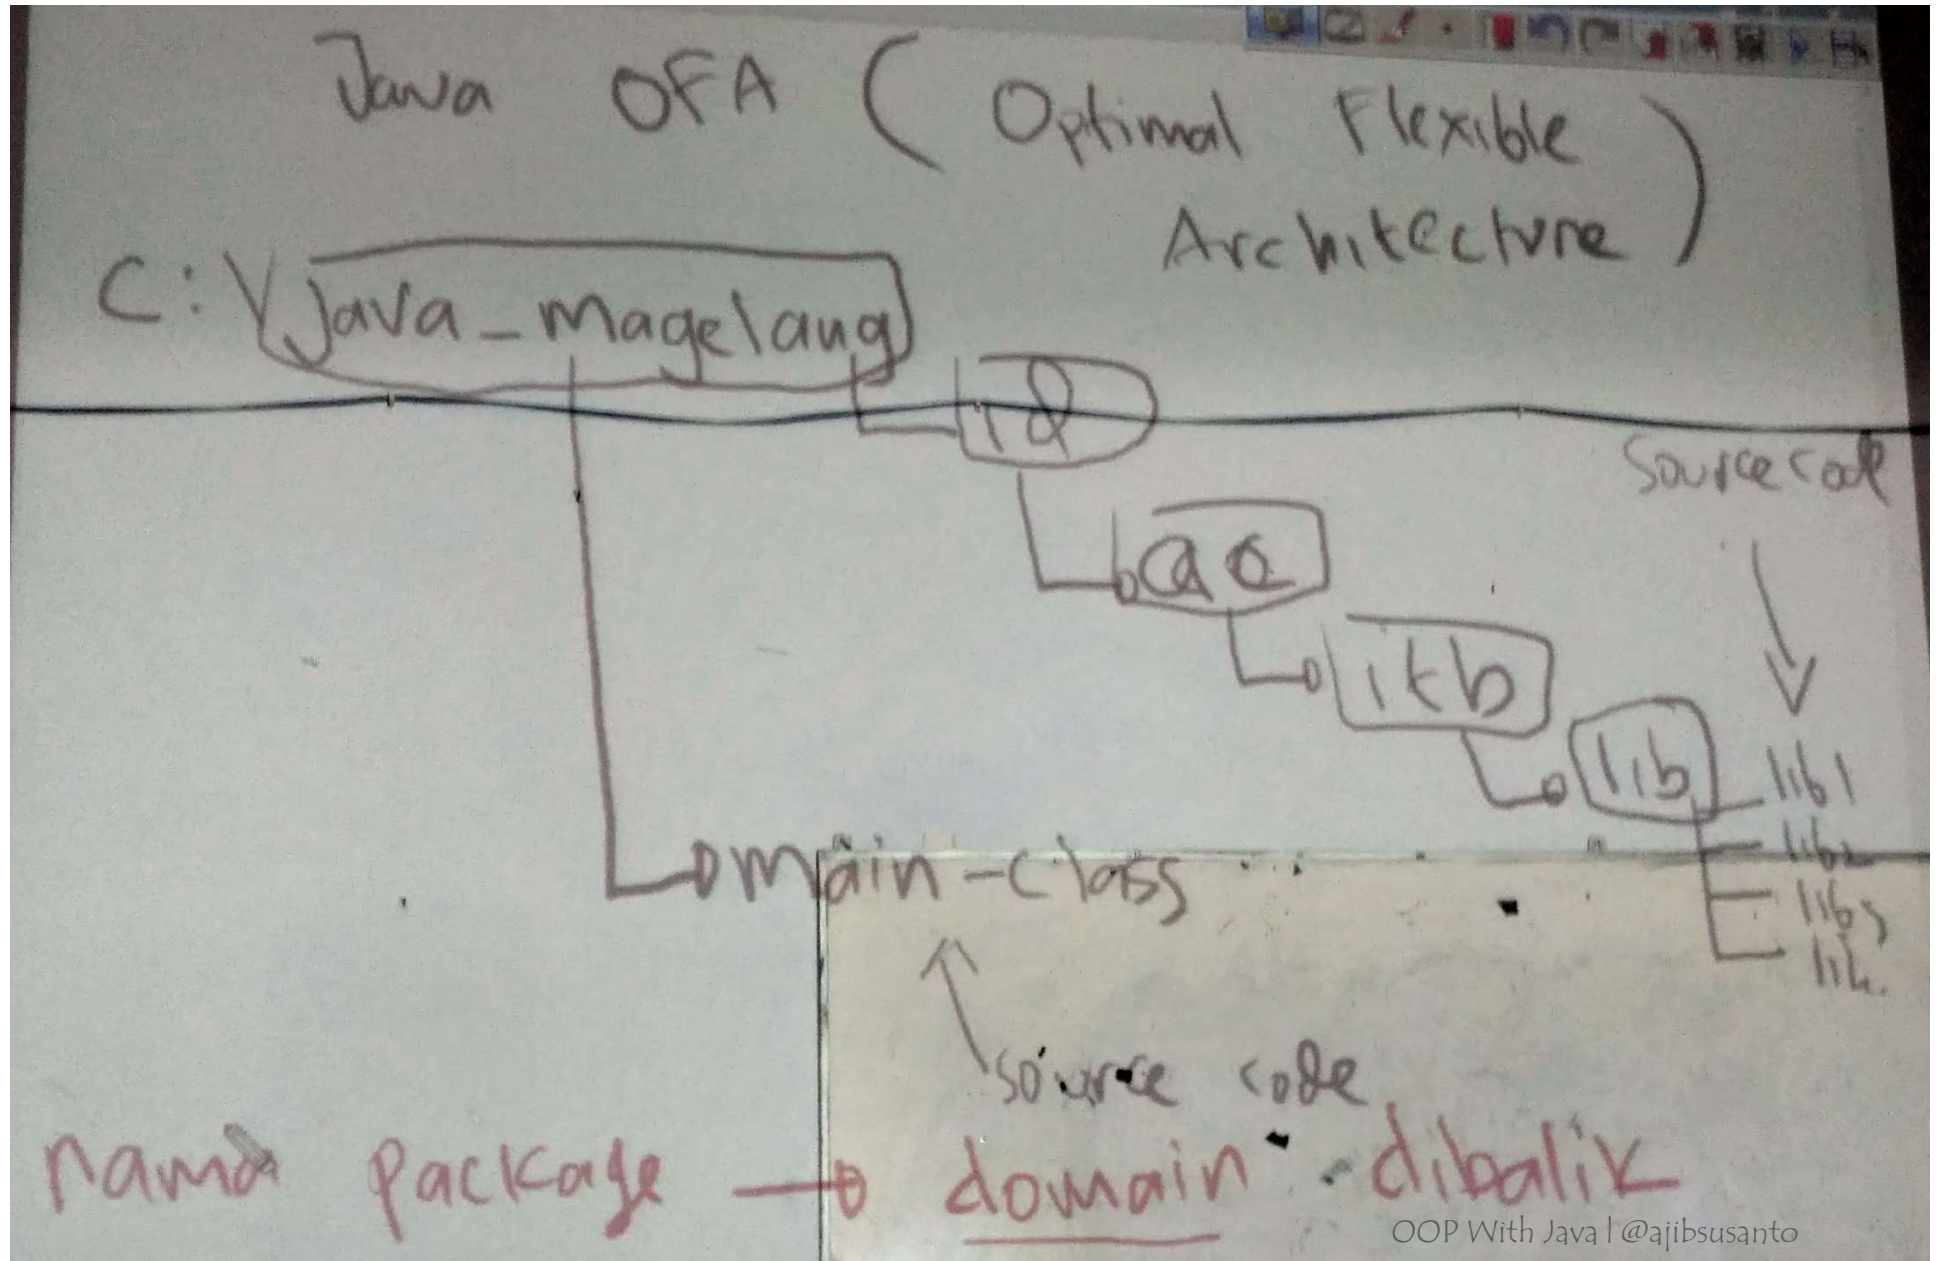 Java OFA ( Optimal Flexible
Architecture )
C:\java_magelang
id
Source code
ac
itb
lib
lib1
lib2
lib3
main-class
source code
nama package → domain dibalik
OOP With Java | @ajibsusanto